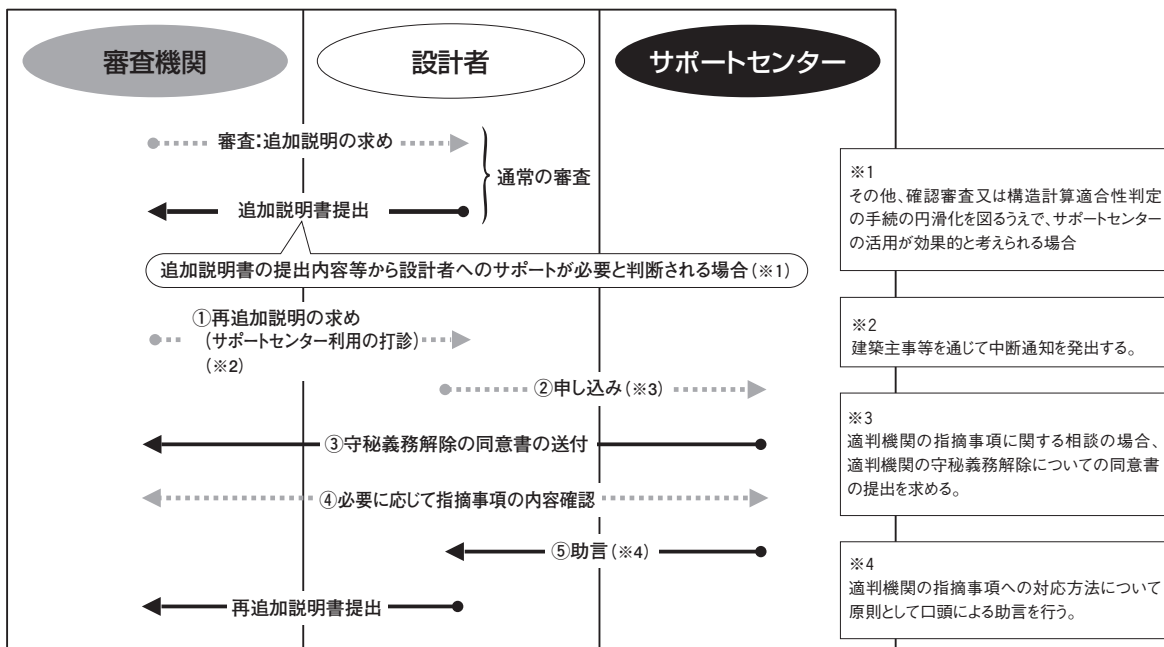 審査機関
設計者
サポートセンター
審査:追加説明の求め
通常の審査
追加説明書提出
追加説明書の提出内容等から設計者へのサポートが必要と判断される場合(※1)
①再追加説明の求め
(サポートセンター利用の打診)
(※2)
②申し込み(※3)
③守秘義務解除の同意書の送付
④必要に応じて指摘事項の内容確認
⑤助言(※4)
再追加説明書提出
※1
その他、確認審査又は構造計算適合性判定
の手続の円滑化を図るうえで、サポートセンター
の活用が効果的と考えられる場合
※2
建築主事等を通じて中断通知を発出する。
※3
適判機関の指摘事項に関する相談の場合、
適判機関の守秘義務解除についての同意書
の提出を求める。
※4
適判機関の指摘事項への対応方法について
原則として口頭による助言を行う。